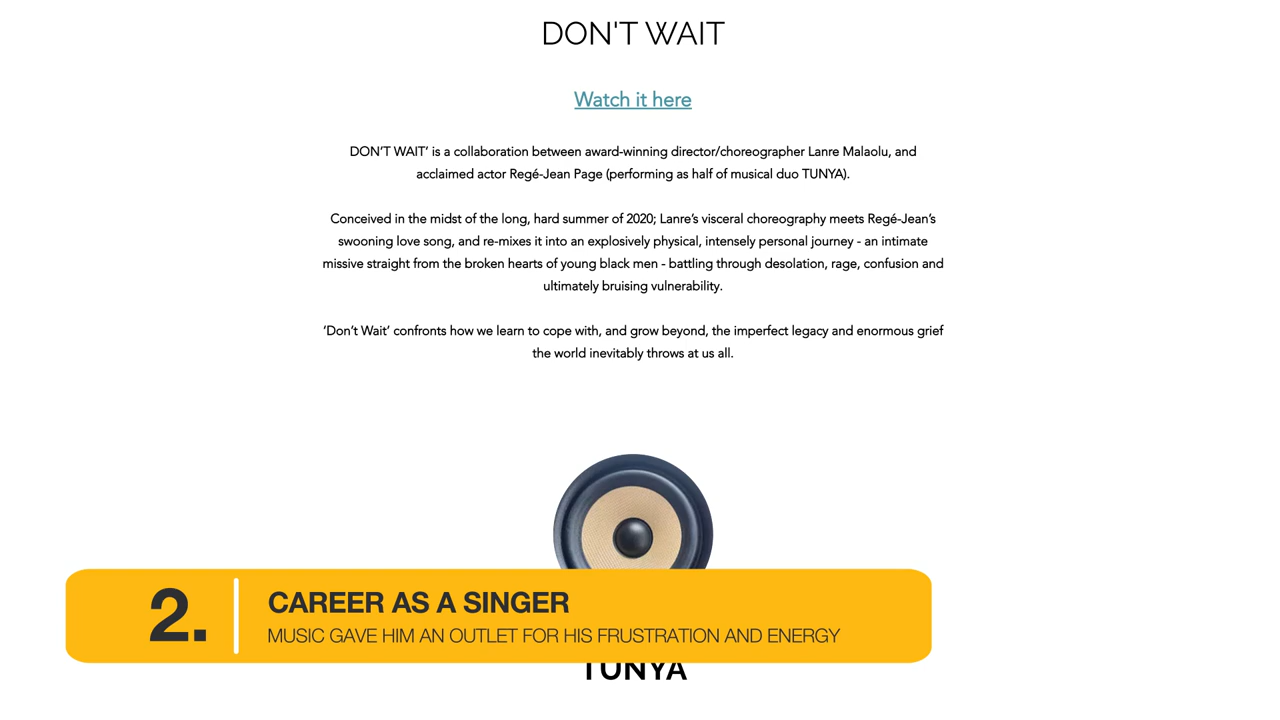 DON'T WAIT
Watch it here
DON'T WAIT' is a collaboration between award-winning director/choreographer Lanre Malaolu, and
acclaimed actor Regé-Jean Page (performing as half of musical duo TUNYA).
Conceived in the midst of the long, hard summer of 2020; Lanre's visceral choreography meets Regé-Jean's
swooning love song, and re-mixes it into an explosively physical, intensely personal journey - an intimate
missive straight from the broken hearts of young black men - battling through desolation, rage, confusion and
ultimately bruising vulnerability.
'Don't Wait' confronts how we learn to cope with, and grow beyond, the imperfect legacy and enormous grief
the world inevitably throws at us all.
2.
CAREER AS A SINGER
MUSIC GAVE HIM AN OUTLET FOR HIS FRUSTRATION AND ENERGY
TUNYA